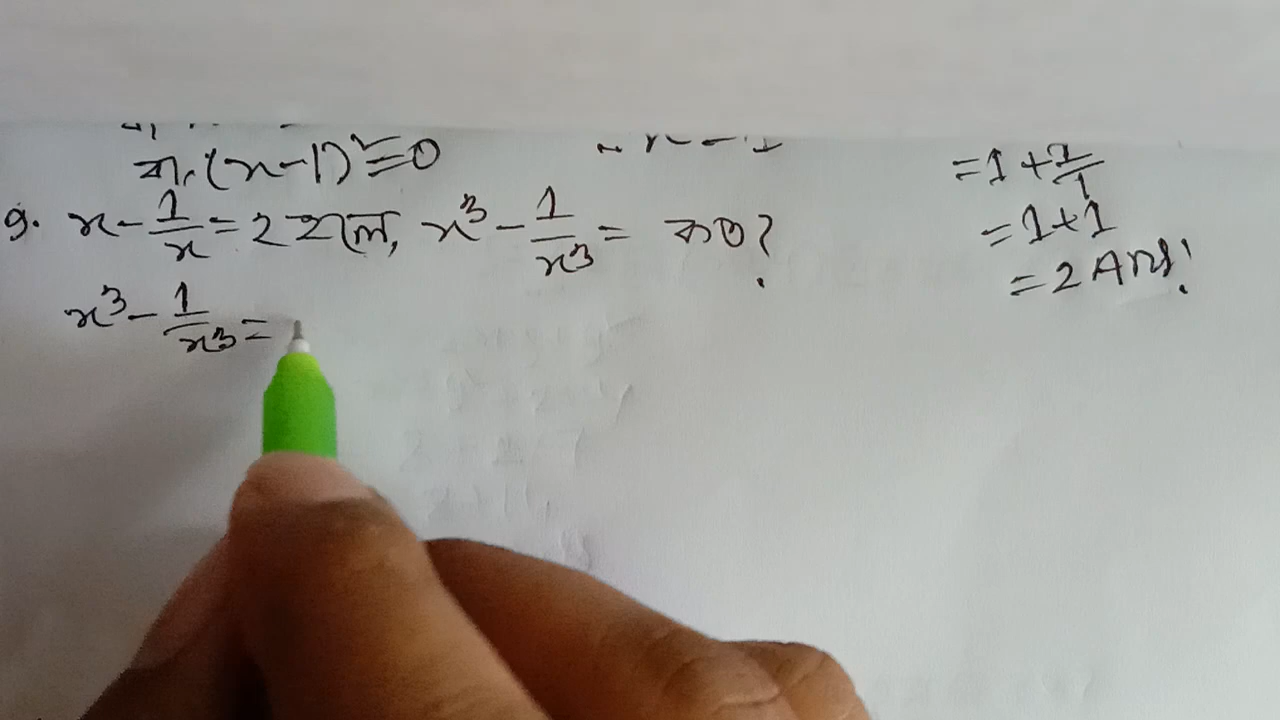 বা, (x-1)²=0
=1+1/1
=1+1
=2 Ans:
9. x-1/x=2 হলে, x³-1/x³= কত?
x³-1/x³=